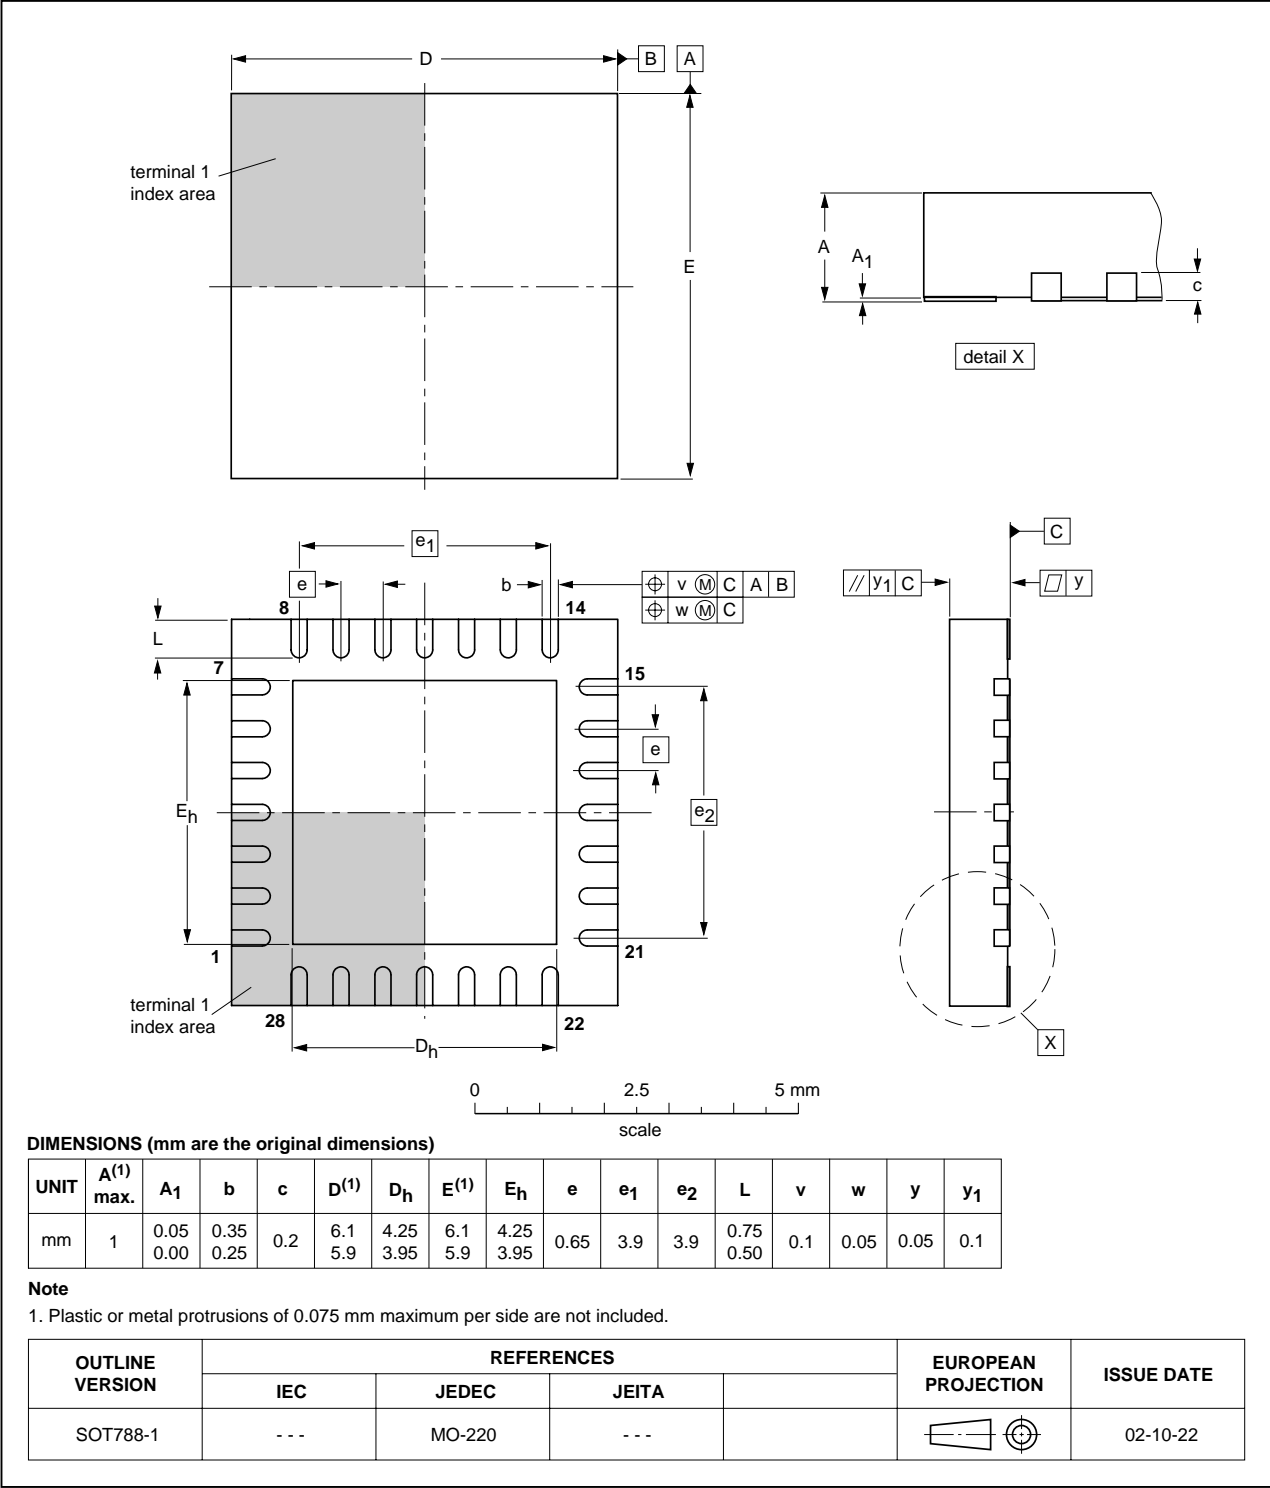 D
B A
terminal 1
index area
E
A
A1
c
detail X
e1
C
e
b
v M C A B
w M C
y1 C
y
8
14
L
7
15
e
Eh
e2
1
21
terminal 1
index area
28
22
Dh
X
0 2.5 5 mm
scale
DIMENSIONS (mm are the original dimensions)
UNIT A(1) max. A1 b c D(1) Dh E(1) Eh e e1 e2 L v w y y1
mm 1 0.05 0.00 0.35 0.25 0.2 6.1 5.9 4.25 3.95 6.1 5.9 4.25 3.95 0.65 3.9 3.9 0.75 0.50 0.1 0.05 0.05 0.1
Note
1. Plastic or metal protrusions of 0.075 mm maximum per side are not included.
OUTLINE VERSION REFERENCES EUROPEAN PROJECTION ISSUE DATE
IEC JEDEC JEITA
SOT788-1 - - - MO-220 - - - 02-10-22